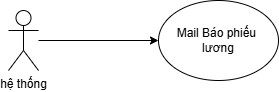 Mail Báo phiếu
lương
hệ thống